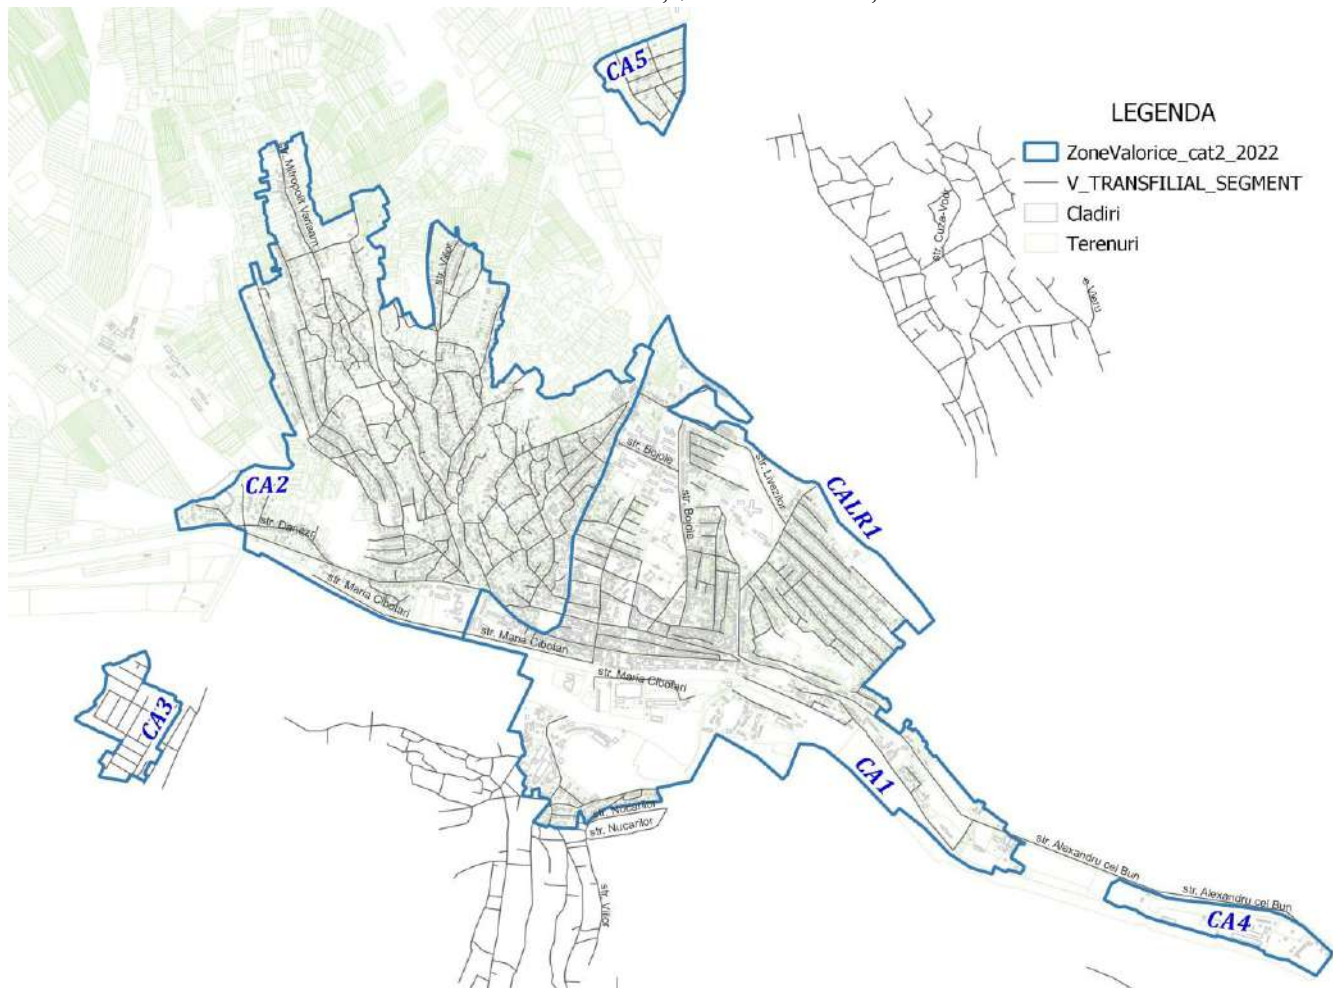 CA5
LEGENDA
ZoneValorice_cat2_2022
V_TRANSFILIAL_SEGMENT
Cladiri
Terenuri
str. Mitropolit Varlaam
str. Viilor
str. Cuza-Voda
e Vieru
str. Bojole
str. Bojole
str. Livezilor
CALR1
CA2
str. Danceni
str. Maria Cibotari
str. Maria Cibotari
str. Maria Cibotari
CA3
CA1
str. Nucarilor
str. Nucarilor
str. Viilor
str. Alexandru cel Bun
str. Alexandru cel Bun
CA4